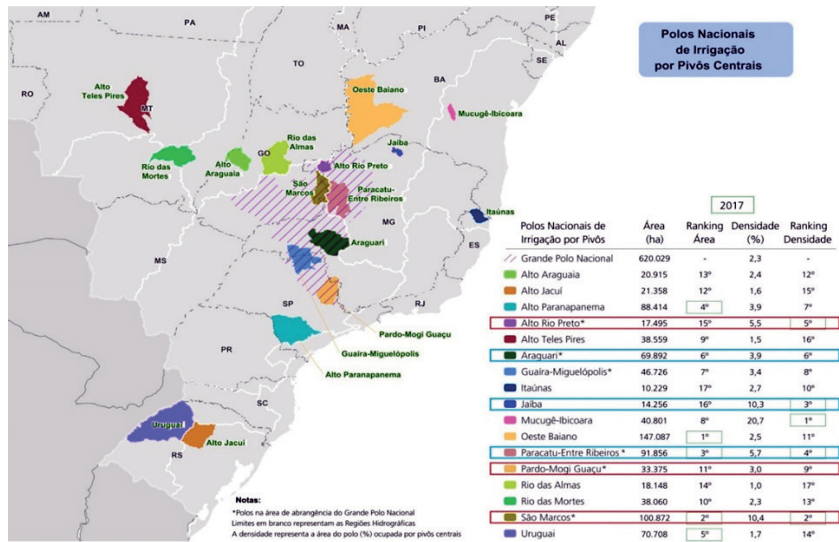 Polos Nacionais
de Irrigação
por Pivôs Centrais
AM
PA
MA
PI
PE
AL
SE
TO
BA
RO
Alto
Teles Pires
MT
Oeste Baiano
Mucugê-Ibicoara
Rio das
Mortes
Alto
Araguaia
GO
Rio das
Almas
Alto Rio Preto
Jaíba
São
Marcos
Paracatu-
Entre Ribeiros
MG
Itaúnas
ES
MS
Araguari
SP
RJ
Pardo-Mogi Guaçu
Guaíra-Miguelópolis
Alto Paranapanema
PR
SC
Uruguai
Alto Jacuí
RS
Notas:
*Polos na área de abrangência do Grande Polo Nacional
Limites em branco representam as Regiões Hidrográficas
A densidade representa a área do polo (%) ocupada por pivôs centrais
2017
Polos Nacionais de Irrigação por Pivôs Área (ha) Ranking Área Densidade (%) Ranking Densidade
Grande Polo Nacional 620.029 - 2,3 -
Alto Araguaia 20.915 13º 2,4 12º
Alto Jacuí 21.358 12º 1,6 15º
Alto Paranapanema 88.414 4º 3,9 7º
Alto Rio Preto* 17.495 15º 5,5 5º
Alto Teles Pires 38.559 9º 1,5 16º
Araguari* 69.892 6º 3,9 6º
Guaíra-Miguelópolis* 46.726 7º 3,4 8º
Itaúnas 10.229 17º 2,7 10º
Jaíba 14.256 16º 10,3 3º
Mucugê-Ibicoara 40.801 8º 20,7 1º
Oeste Baiano 147.087 1º 2,5 11º
Paracatu-Entre Ribeiros * 91.856 3º 5,7 4º
Pardo-Mogi Guaçu* 33.375 11º 3,0 9º
Rio das Almas 18.148 14º 1,0 17º
Rio das Mortes 38.060 10º 2,3 13º
São Marcos* 100.872 2º 10,4 2º
Uruguai 70.708 5º 1,7 14º